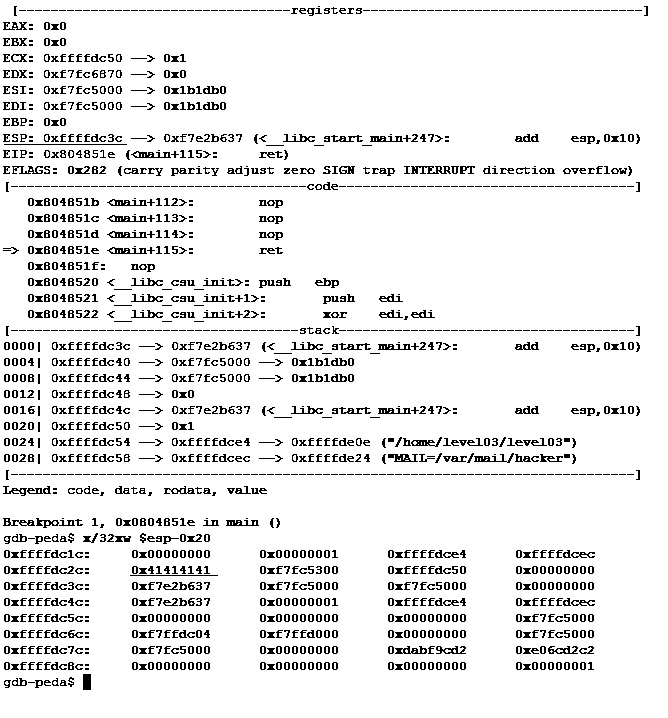 [------------------------------------registers------------------------------------]
EAX: 0x0
EBX: 0x0
ECX: 0xffffdc50 --> 0x1
EDX: 0xf7fc6870 --> 0x0
ESI: 0xf7fc5000 --> 0x1b1db0
EDI: 0xf7fc5000 --> 0x1b1db0
EBP: 0x0
ESP: 0xffffdc3c --> 0xf7e2b637 (<__libc_start_main+247>: add esp,0x10)
EIP: 0x804851e (<main+115>: ret)
EFLAGS: 0x282 (carry parity adjust zero SIGN trap INTERRUPT direction overflow)
[--------------------------------------code--------------------------------------]
0x804851b <main+112>: nop
0x804851c <main+113>: nop
0x804851d <main+114>: nop
=> 0x804851e <main+115>: ret
0x804851f: nop
0x8048520 <__libc_csu_init>: push ebp
0x8048521 <__libc_csu_init+1>: push edi
0x8048522 <__libc_csu_init+2>: xor edi,edi
[-------------------------------------stack--------------------------------------]
0000| 0xffffdc3c --> 0xf7e2b637 (<__libc_start_main+247>: add esp,0x10)
0004| 0xffffdc40 --> 0xf7fc5000 --> 0x1b1db0
0008| 0xffffdc44 --> 0xf7fc5000 --> 0x1b1db0
0012| 0xffffdc48 --> 0x0
0016| 0xffffdc4c --> 0xf7e2b637 (<__libc_start_main+247>: add esp,0x10)
0020| 0xffffdc50 --> 0x1
0024| 0xffffdc54 --> 0xffffdce4 --> 0xffffde0e ("/home/level03/level03")
0028| 0xffffdc58 --> 0xffffdcec --> 0xffffde24 ("MAIL=/var/mail/hacker")
[------------------------------------------------------------------------------]
Legend: code, data, rodata, value
Breakpoint 1, 0x0804851e in main ()
gdb-peda$ x/32xw $esp-0x20
0xffffdc1c: 0x00000000 0x00000001 0xffffdce4 0xffffdcec
0xffffdc2c: 0x41414141 0xf7fc5300 0xffffdc50 0x00000000
0xffffdc3c: 0xf7e2b637 0xf7fc5000 0xf7fc5000 0x00000000
0xffffdc4c: 0xf7e2b637 0x00000001 0xffffdce4 0xffffdcec
0xffffdc5c: 0x00000000 0x00000000 0x00000000 0xf7fc5000
0xffffdc6c: 0xf7ffdc04 0xf7ffd000 0x00000000 0xf7fc5000
0xffffdc7c: 0xf7fc5000 0x00000000 0xdabf9cd2 0xe06cd2c2
0xffffdc8c: 0x00000000 0x00000000 0x00000000 0x00000001
gdb-peda$